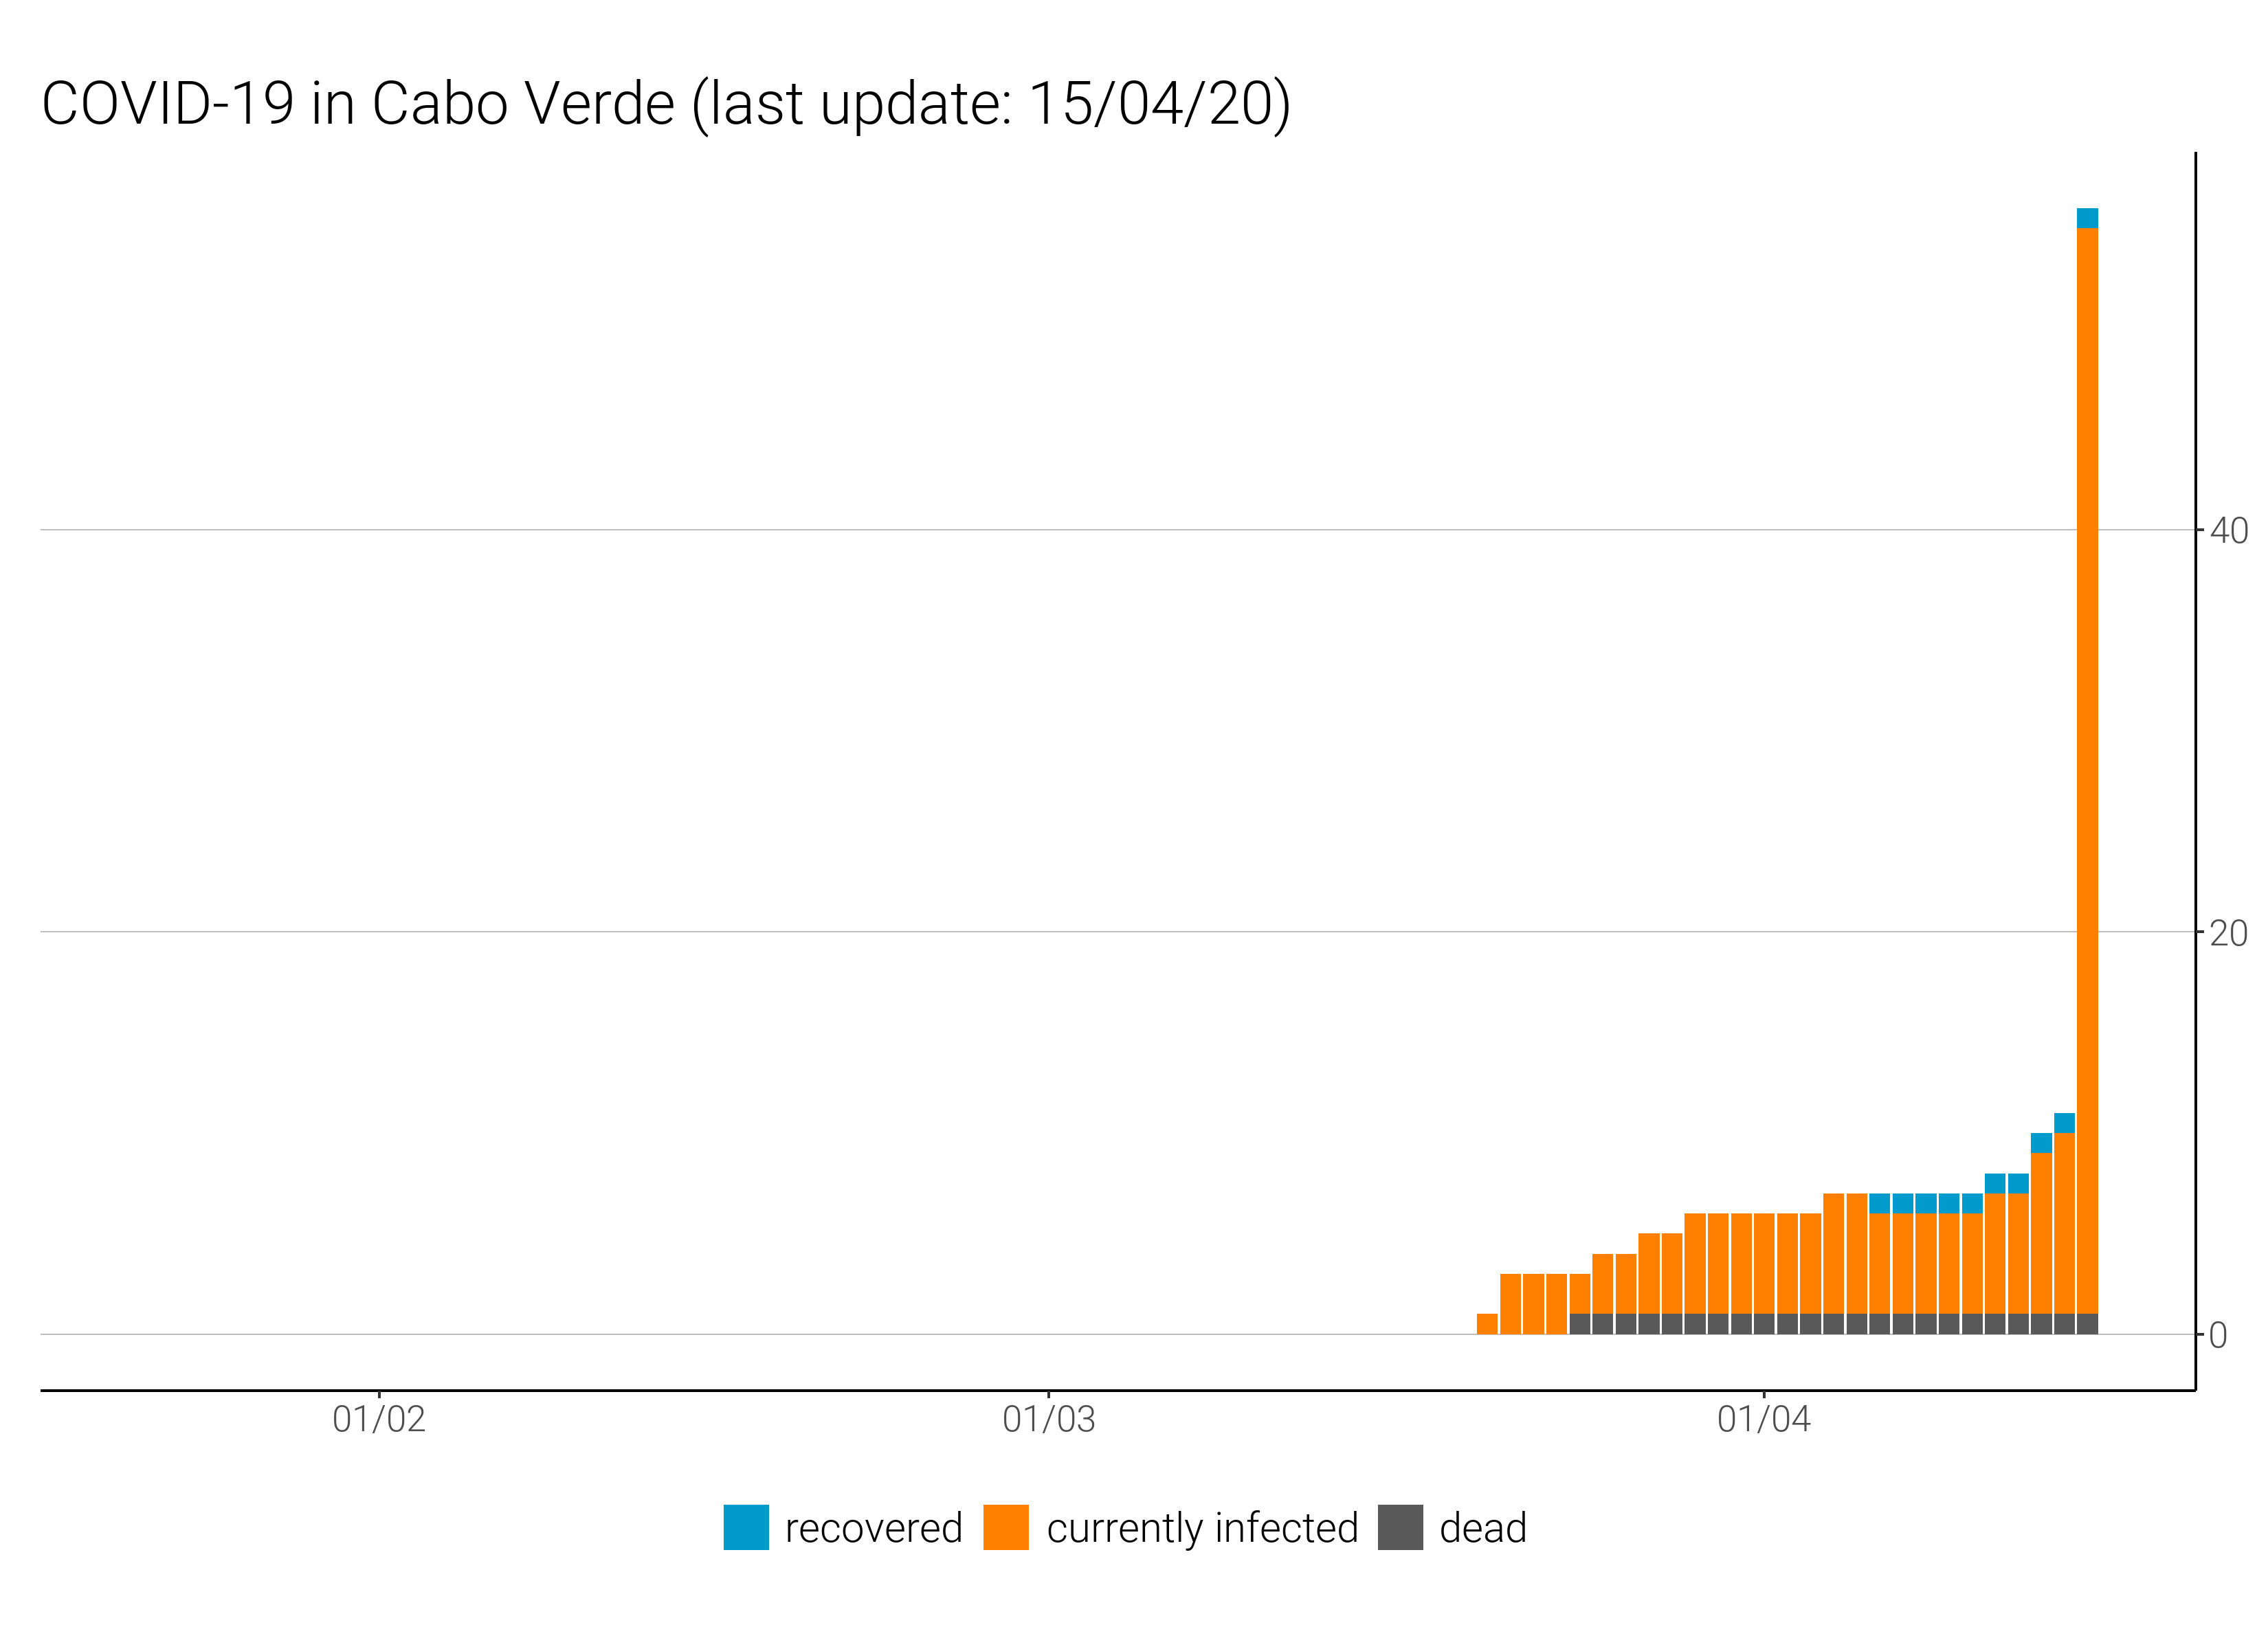 COVID-19 in Cabo Verde (last update: 15/04/20)
40
20
0
01/02 01/03 01/04
recovered currently infected dead